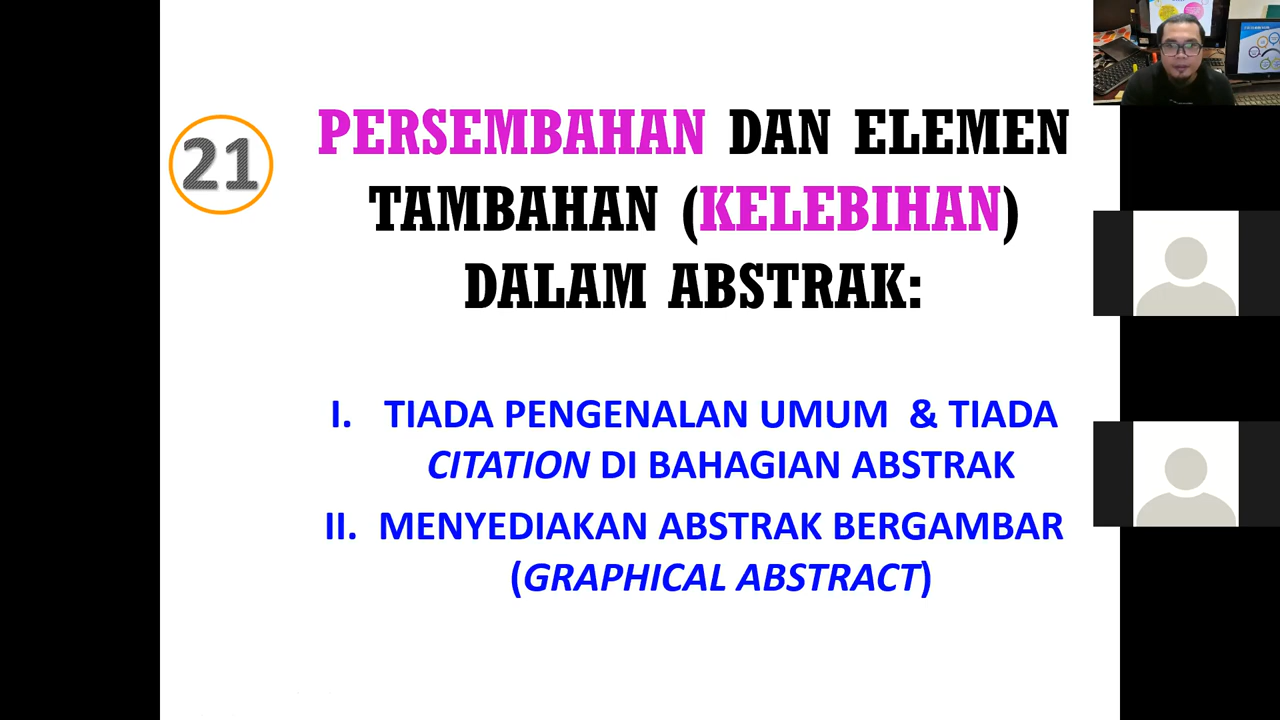 21
PERSEMBAHAN DAN ELEMEN
TAMBAHAN (KELEBIHAN)
DALAM ABSTRAK:
I. TIADA PENGENALAN UMUM & TIADA
CITATION DI BAHAGIAN ABSTRAK
II. MENYEDIAKAN ABSTRAK BERGAMBAR
(GRAPHICAL ABSTRACT)